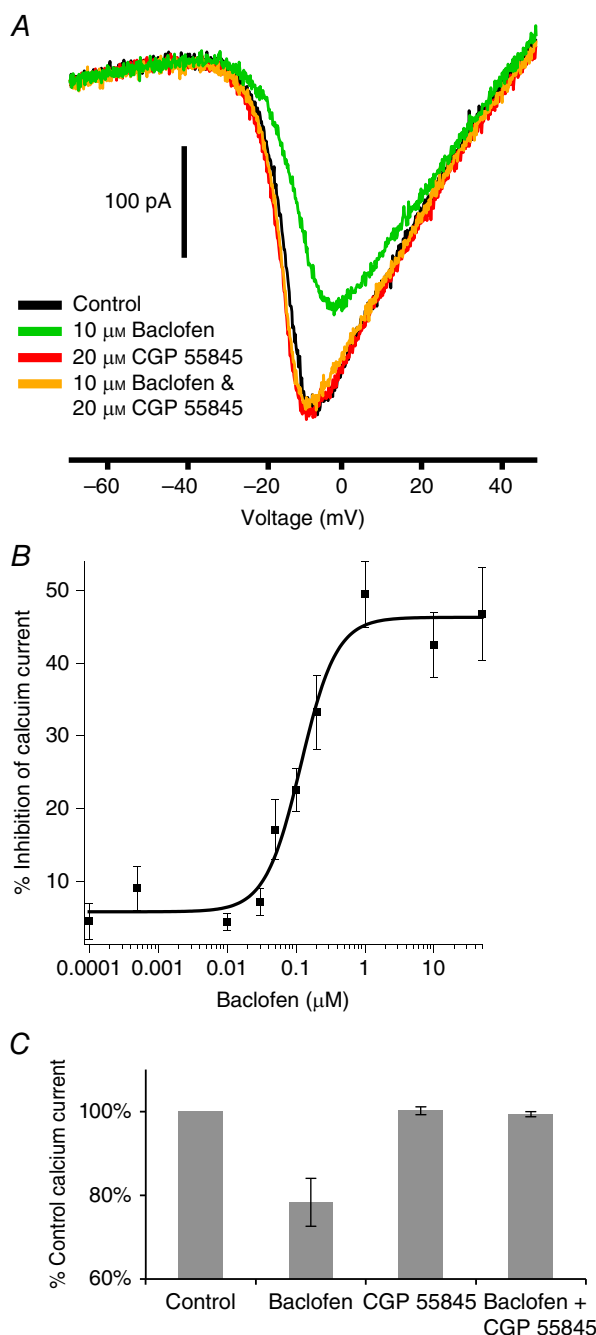 A
100 pA
Control
10 μM Baclofen
20 μM CGP 55845
10 μM Baclofen &
20 μM CGP 55845
–60 –40 –20 0 20 40
Voltage (mV)
B
% Inhibition of calcuim current
50
40
30
20
10
0.0001 0.001 0.01 0.1 1 10
Baclofen (μM)
C
% Control calcium current
100%
80%
60%
Control Baclofen CGP 55845 Baclofen +
CGP 55845